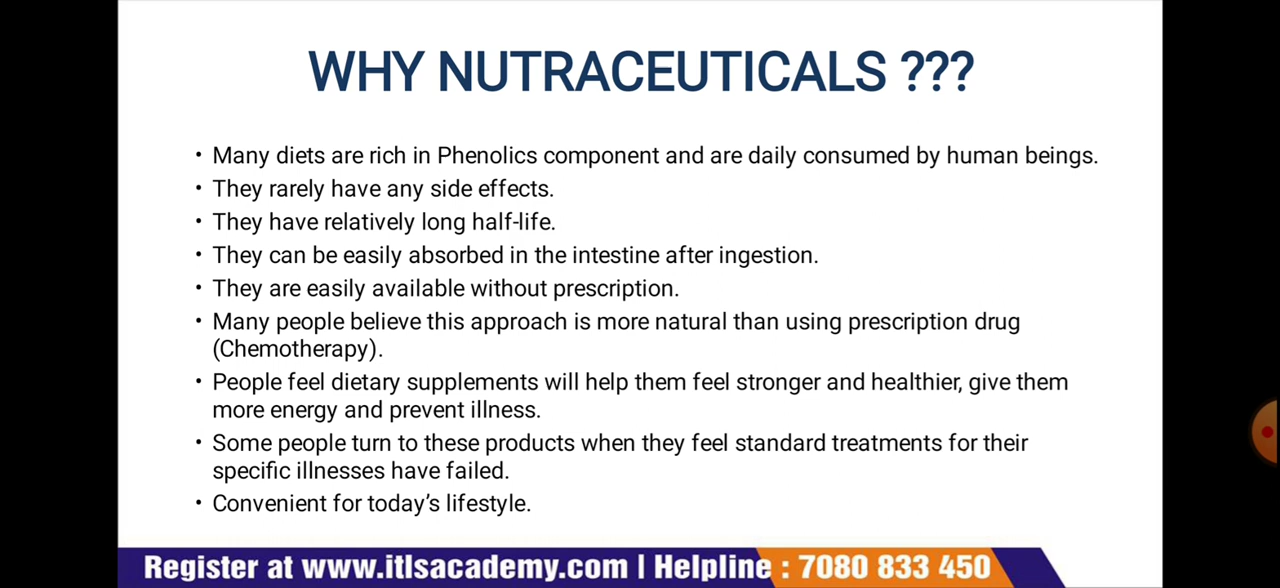 WHY NUTRACEUTICALS ???
• Many diets are rich in Phenolics component and are daily consumed by human beings.
• They rarely have any side effects.
• They have relatively long half-life.
• They can be easily absorbed in the intestine after ingestion.
• They are easily available without prescription.
• Many people believe this approach is more natural than using prescription drug
(Chemotherapy).
• People feel dietary supplements will help them feel stronger and healthier, give them
more energy and prevent illness.
• Some people turn to these products when they feel standard treatments for their
specific illnesses have failed.
• Convenient for today’s lifestyle.
Register at www.itlsacademy.com | Helpline : 7080 833 450